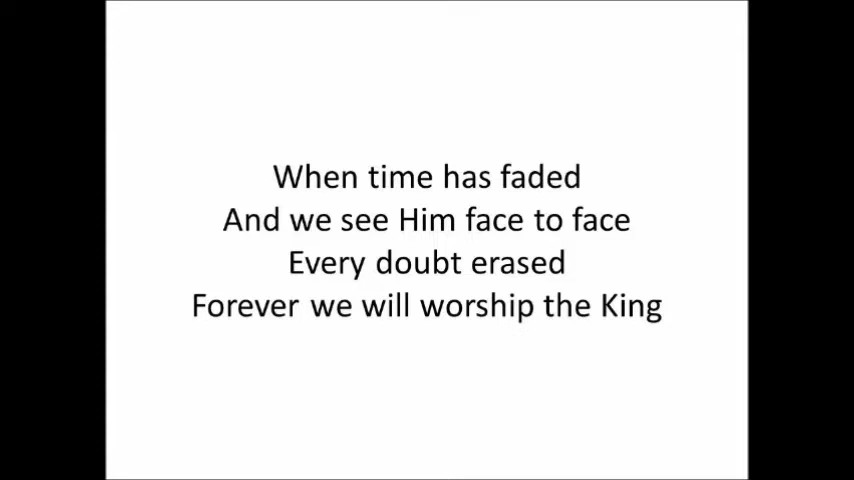 When time has faded
And we see Him face to face
Every doubt erased
Forever we will worship the King